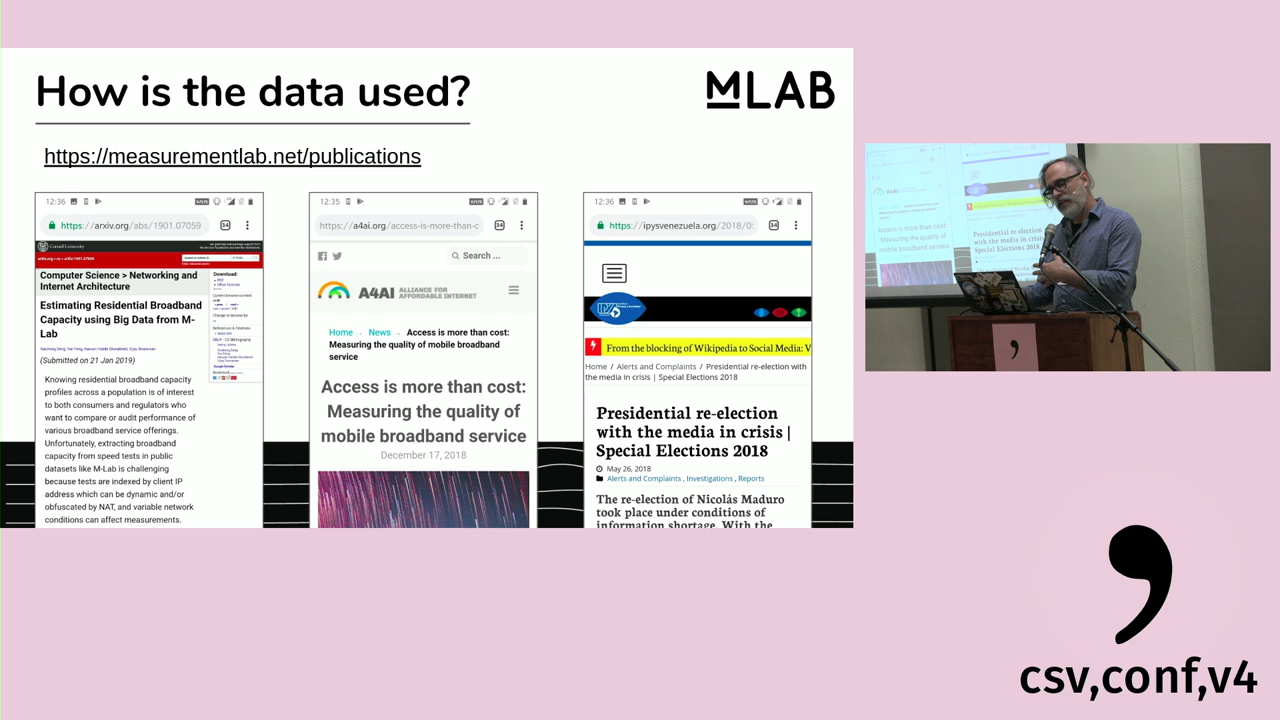 How is the data used?
MLAB
https://measurementlab.net/publications
12:36
https://arxiv.org/abs/1901.07059
34
Cornell University
Computer Science > Networking and
Internet Architecture
Estimating Residential Broadband
Capacity using Big Data from M-
Lab
(Submitted on 21 Jan 2019)
Knowing residential broadband capacity
profiles across a population is of interest
to both consumers and regulators who
want to compare or audit performance of
various broadband service offerings.
Unfortunately, extracting broadband
capacity from speed tests in public
datasets like M-Lab is challenging
because tests are indexed by client IP
address which can be dynamic and/or
obfuscated by NAT, and variable network
conditions can affect measurements.
Download:
12:35
https://a4ai.org/access-is-more-than-c
34
Search ...
A4AI ALLIANCE FOR
AFFORDABLE INTERNET
Home → News → Access is more than cost:
Measuring the quality of mobile broadband
service
Access is more than cost:
Measuring the quality of
mobile broadband service
December 17, 2018
12:36
https://ipysvenezuela.org/2018/0
34
From the blocking of Wikipedia to Social Media: V
Home / Alerts and Complaints / Presidential re-election with
the media in crisis | Special Elections 2018
Presidential re-election
with the media in crisis |
Special Elections 2018
May 26, 2018
Alerts and Complaints , Investigations , Reports
The re-election of Nicolás Maduro
took place under conditions of
information shortage. With the
csv,conf,v4